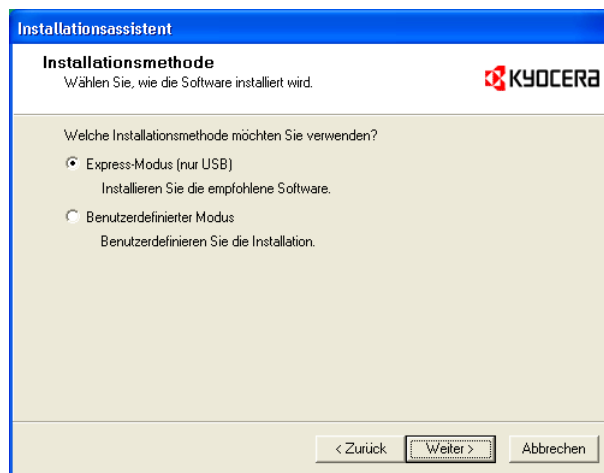 Installationsassistent
Installationsmethode
Wählen Sie, wie die Software installiert wird.
KYOCERA
Welche Installationsmethode möchten Sie verwenden?
Express-Modus (nur USB)
Installieren Sie die empfohlene Software.
Benutzerdefinierter Modus
Benutzerdefinieren Sie die Installation.
< Zurück Weiter > Abbrechen